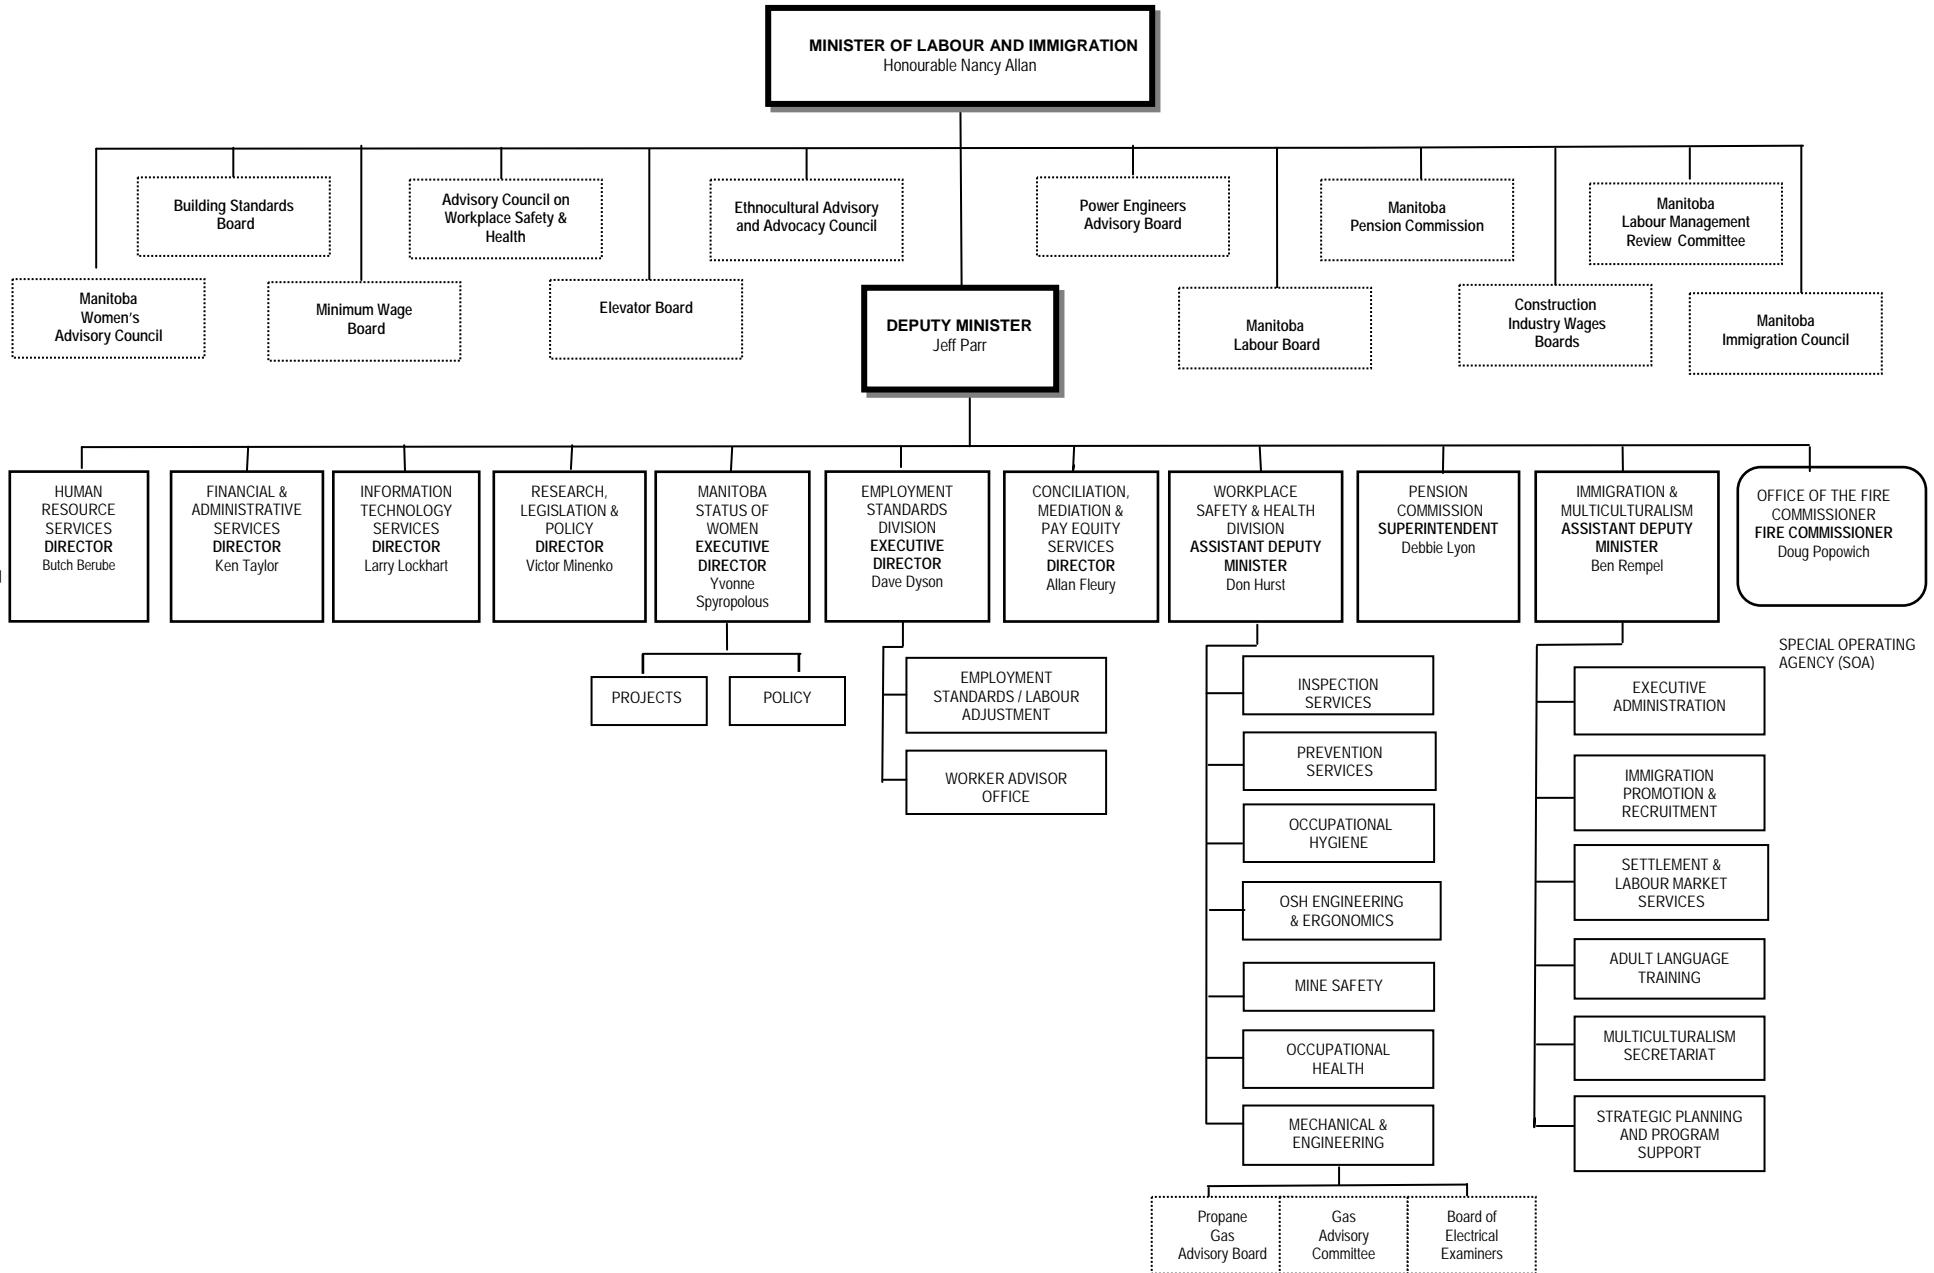 MINISTER OF LABOUR AND IMMIGRATION
Honourable Nancy Allan
Building Standards
Board
Advisory Council on
Workplace Safety &
Health
Ethnocultural Advisory
and Advocacy Council
Power Engineers
Advisory Board
Manitoba
Pension Commission
Manitoba
Labour Management
Review Committee
Manitoba
Women's
Advisory Council
Minimum Wage
Board
Elevator Board
DEPUTY MINISTER
Jeff Parr
Manitoba
Labour Board
Construction
Industry Wages
Boards
Manitoba
Immigration Council
HUMAN
RESOURCE
SERVICES
DIRECTOR
Butch Berube
FINANCIAL &
ADMINISTRATIVE
SERVICES
DIRECTOR
Ken Taylor
INFORMATION
TECHNOLOGY
SERVICES
DIRECTOR
Larry Lockhart
RESEARCH,
LEGISLATION &
POLICY
DIRECTOR
Victor Minenko
MANITOBA
STATUS OF
WOMEN
EXECUTIVE
DIRECTOR
Yvonne
Spyropolous
EMPLOYMENT
STANDARDS
DIVISION
EXECUTIVE
DIRECTOR
Dave Dyson
CONCILIATION,
MEDIATION &
PAY EQUITY
SERVICES
DIRECTOR
Allan Fleury
WORKPLACE
SAFETY & HEALTH
DIVISION
ASSISTANT DEPUTY
MINISTER
Don Hurst
PENSION
COMMISSION
SUPERINTENDENT
Debbie Lyon
IMMIGRATION &
MULTICULTURALISM
ASSISTANT DEPUTY
MINISTER
Ben Rempel
OFFICE OF THE FIRE
COMMISSIONER
FIRE COMMISSIONER
Doug Popowich
SPECIAL OPERATING
AGENCY (SOA)
PROJECTS
POLICY
EMPLOYMENT
STANDARDS / LABOUR
ADJUSTMENT
WORKER ADVISOR
OFFICE
INSPECTION
SERVICES
PREVENTION
SERVICES
OCCUPATIONAL
HYGIENE
OSH ENGINEERING
& ERGONOMICS
MINE SAFETY
OCCUPATIONAL
HEALTH
MECHANICAL &
ENGINEERING
Propane
Gas
Advisory Board
Gas
Advisory
Committee
Board of
Electrical
Examiners
EXECUTIVE
ADMINISTRATION
IMMIGRATION
PROMOTION &
RECRUITMENT
SETTLEMENT &
LABOUR MARKET
SERVICES
ADULT LANGUAGE
TRAINING
MULTICULTURALISM
SECRETARIAT
STRATEGIC PLANNING
AND PROGRAM
SUPPORT